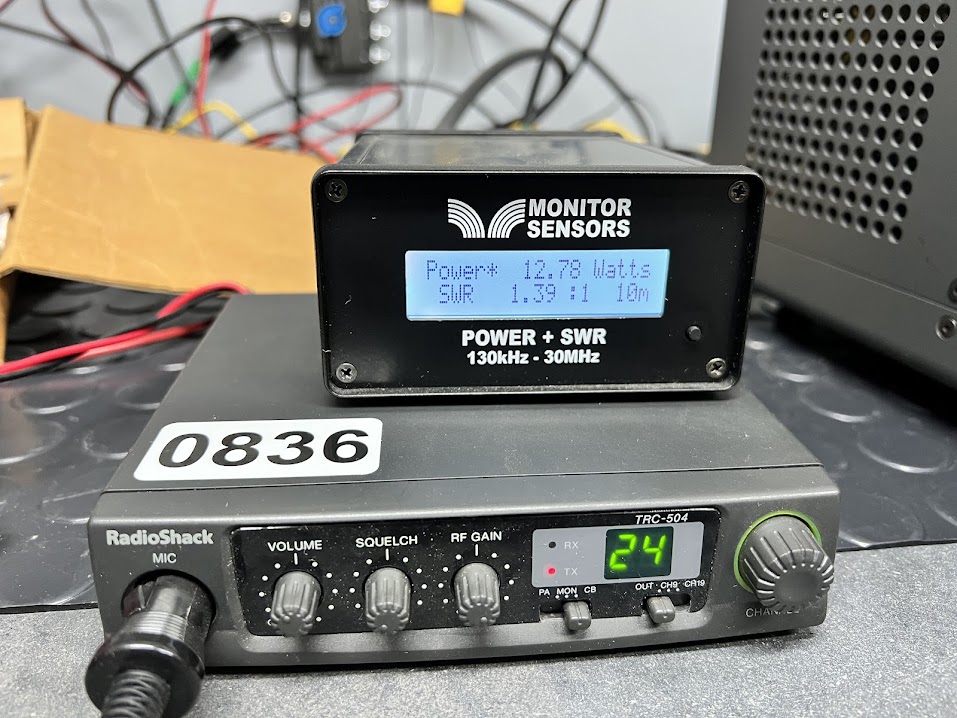 MONITOR
SENSORS
Power* 12.78 Watts
SWR 1.39 :1 10m
POWER + SWR
130kHz - 30MHz
0836
RadioShack
MIC
VOLUME
SQUELCH
RF GAIN
TRC-504
RX
TX
24
PA MON CB
OUT CH9 CH19
CHANNEL